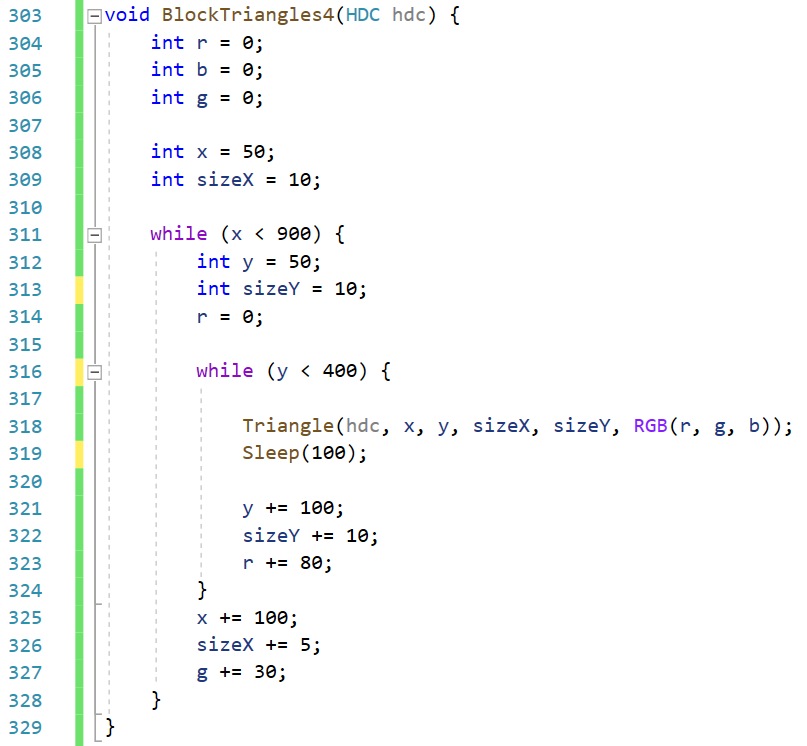 303 void BlockTriangles4(HDC hdc) {
304     int r = 0;
305     int b = 0;
306     int g = 0;
307
308     int x = 50;
309     int sizeX = 10;
310
311     while (x < 900) {
312         int y = 50;
313         int sizeY = 10;
314         r = 0;
315
316         while (y < 400) {
317
318             Triangle(hdc, x, y, sizeX, sizeY, RGB(r, g, b));
319             Sleep(100);
320
321             y += 100;
322             sizeY += 10;
323             r += 80;
324         }
325         x += 100;
326         sizeX += 5;
327         g += 30;
328     }
329 }